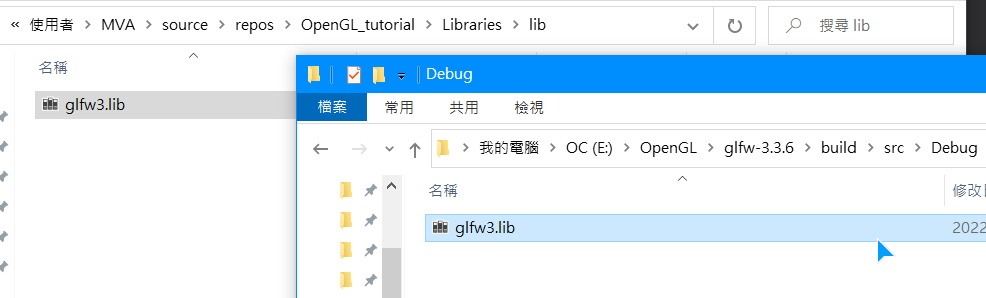 « 使用者 > MVA > source > repos > OpenGL_tutorial > Libraries > lib
搜尋 lib
名稱
glfw3.lib
Debug
檔案 常用 共用 檢視
> 我的電腦 > OC (E:) > OpenGL > glfw-3.3.6 > build > src > Debug
名稱 修改
glfw3.lib 2022